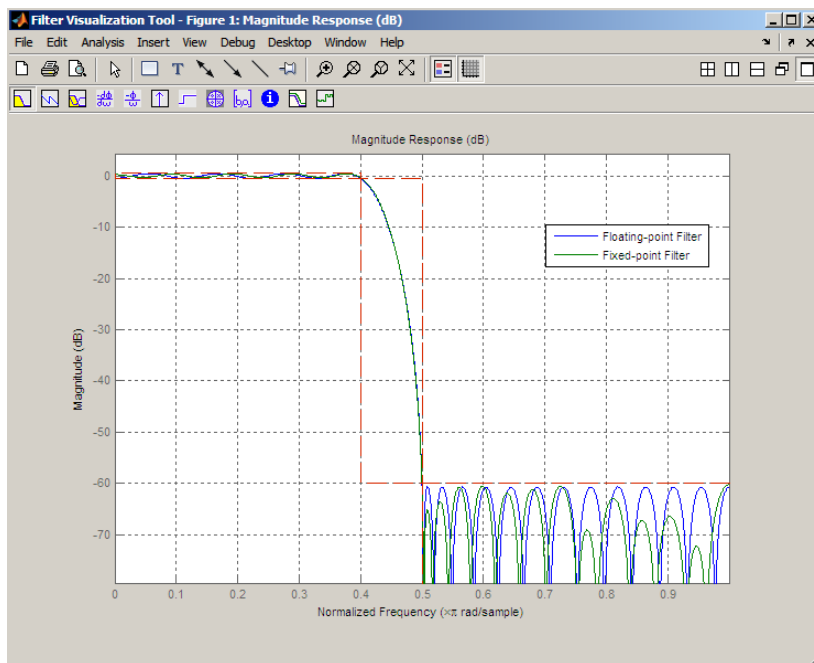 Filter Visualization Tool - Figure 1: Magnitude Response (dB)
File Edit Analysis Insert View Debug Desktop Window Help
T
[b,a]
i
Magnitude Response (dB)
0
-10
-20
-30
-40
-50
-60
-70
Magnitude (dB)
Floating-point Filter
Fixed-point Filter
0 0.1 0.2 0.3 0.4 0.5 0.6 0.7 0.8 0.9
Normalized Frequency (×π rad/sample)